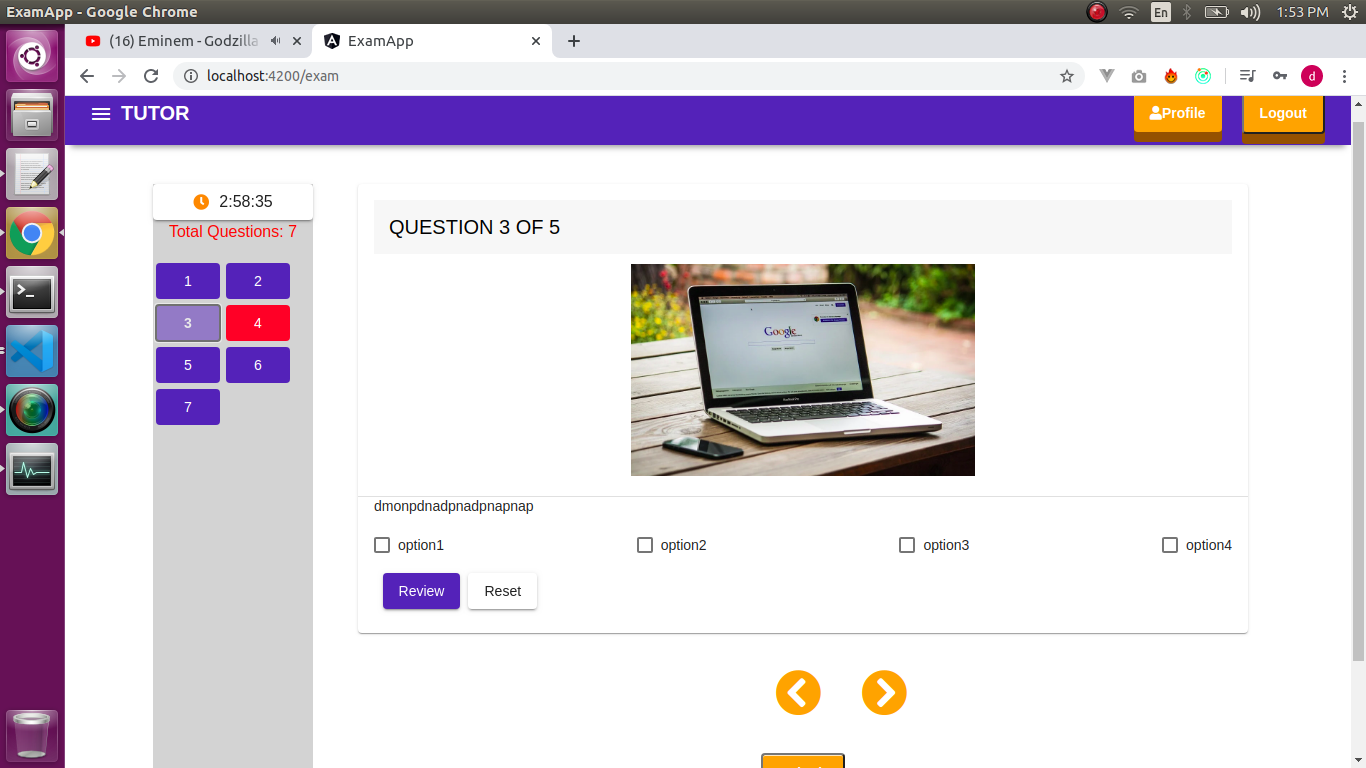 ExamApp - Google Chrome
En
1:53 PM
(16) Eminem - Godzilla
ExamApp
localhost:4200/exam
d
TUTOR
Profile
Logout
2:58:35
Total Questions: 7
1 2
3 4
5 6
7
QUESTION 3 OF 5
Google
dmonpdnadpnadpnapnap
option1 option2 option3 option4
Review Reset